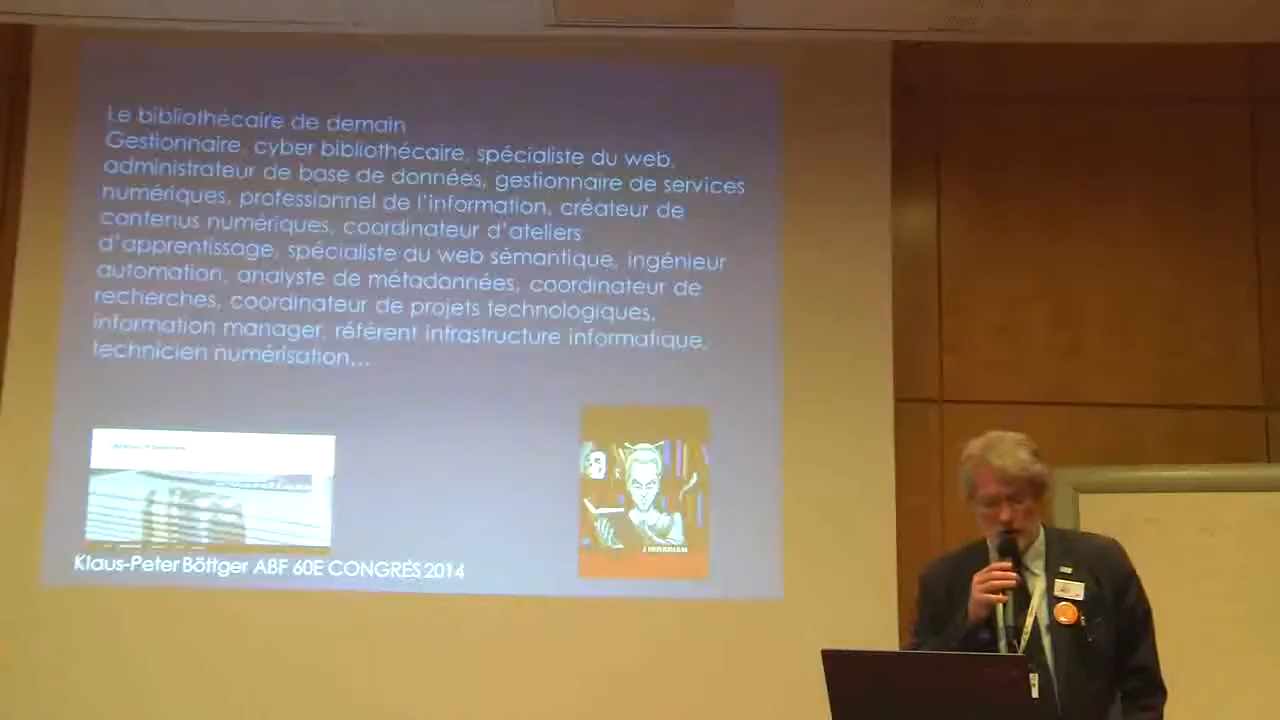 Le bibliothécaire de demain
Gestionnaire, cyber bibliothécaire, spécialiste du web,
administrateur de base de données, gestionnaire de services
numériques, professionnel de l'information, créateur de
contenus numériques, coordinateur d'ateliers
d'apprentissage, spécialiste du web sémantique, ingénieur
automation, analyste de métadonnées, coordinateur de
recherches, coordinateur de projets technologiques,
information manager, référent infrastructure informatique,
technicien numérisation...
LIBRARIAN
Klaus-Peter Böttger ABF 60E CONGRÉS 2014